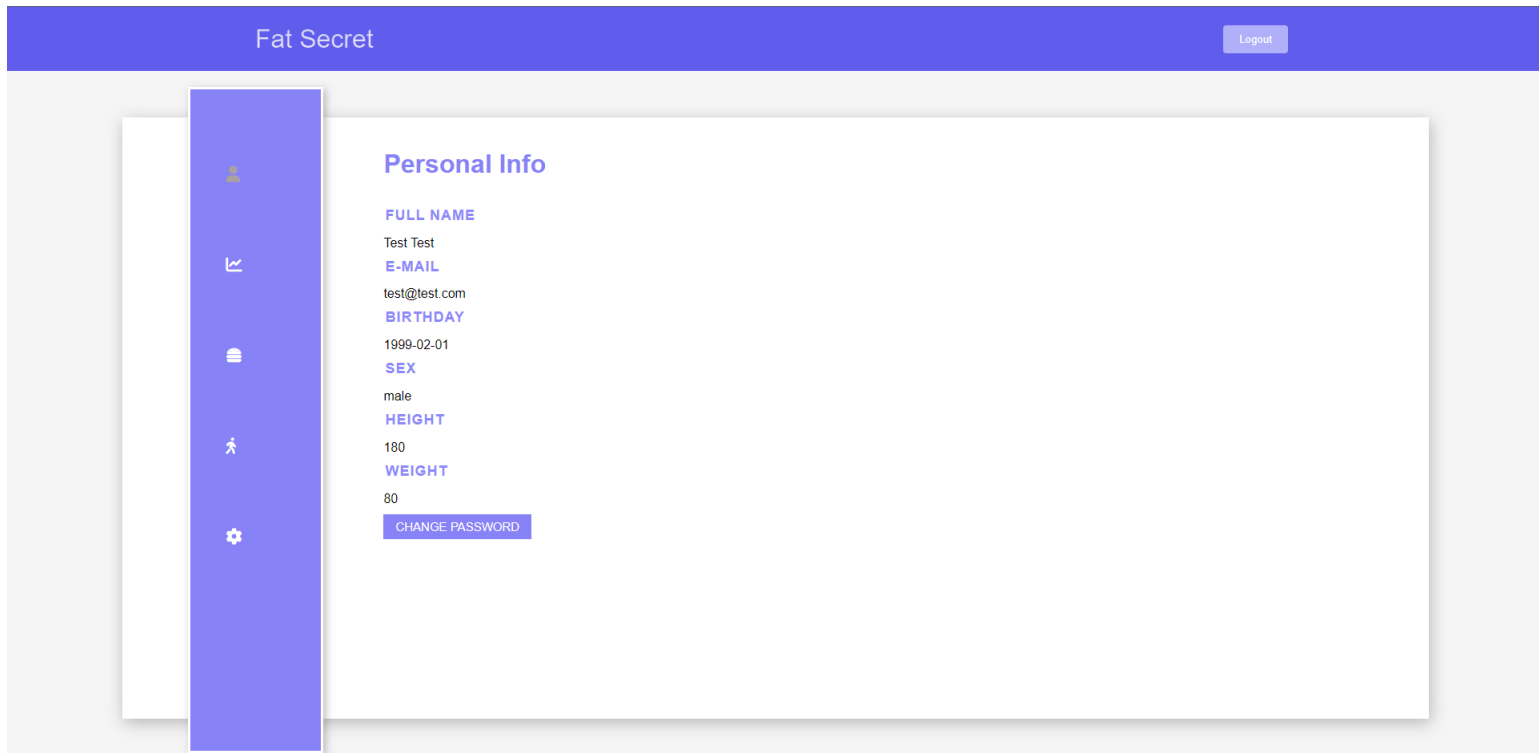 Fat Secret
Logout
Personal Info
FULL NAME
Test Test
E-MAIL
test@test.com
BIRTHDAY
1999-02-01
SEX
male
HEIGHT
180
WEIGHT
80
CHANGE PASSWORD